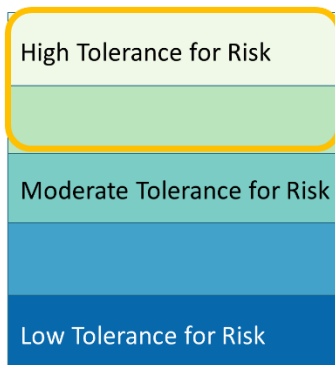 High Tolerance for Risk
Moderate Tolerance for Risk
Low Tolerance for Risk